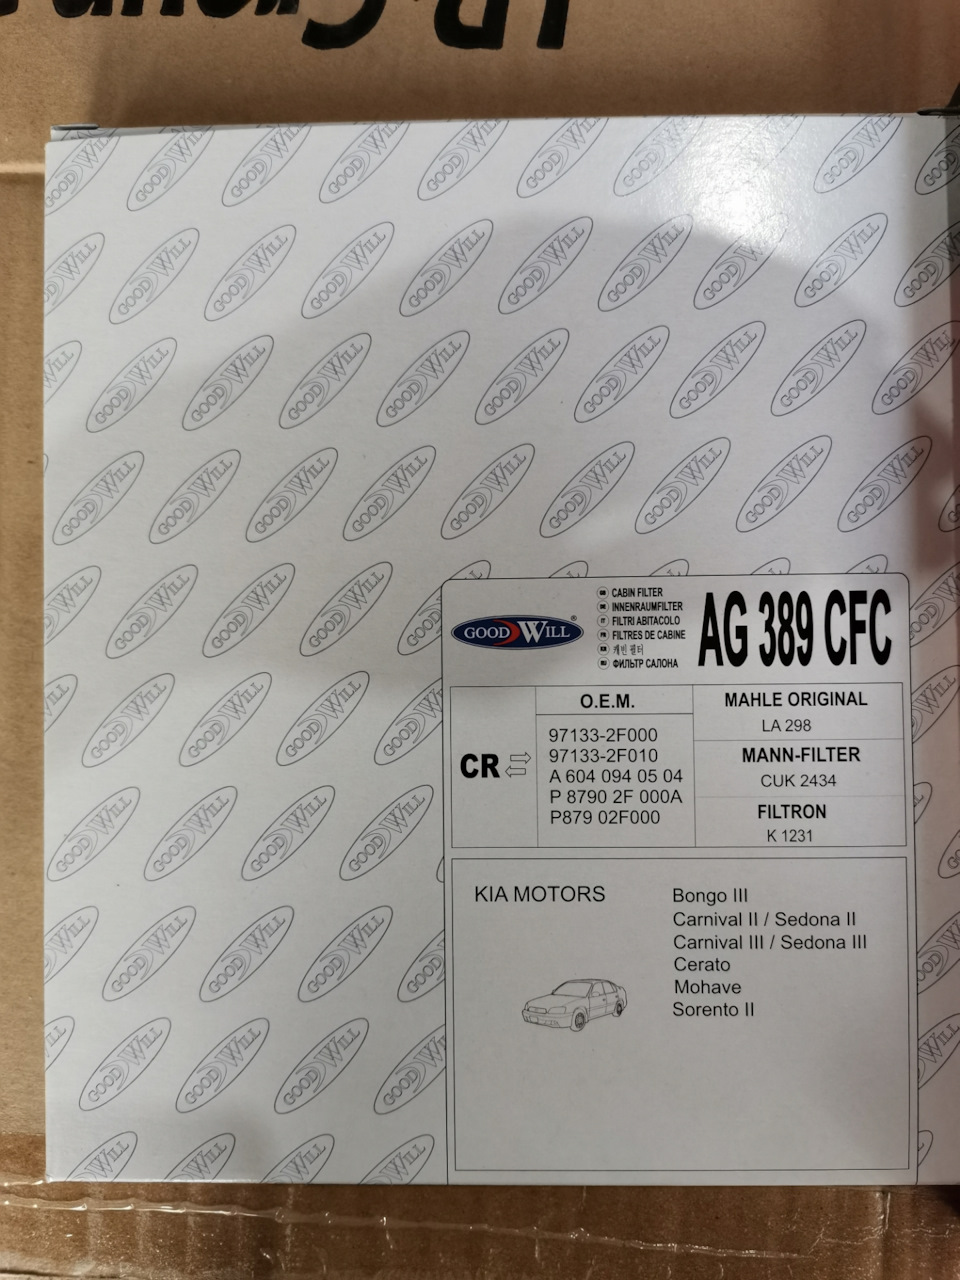 GOOD WILL®
CABIN FILTER
INNENRAUMFILTER
FILTRI ABITACOLO
FILTRES DE CABINE
캐빈 필터
ФИЛЬТР САЛОНА
AG 389 CFC
CR
O.E.M.
97133-2F000
97133-2F010
A 604 094 05 04
P 8790 2F 000A
P879 02F000
MAHLE ORIGINAL
LA 298
MANN-FILTER
CUK 2434
FILTRON
K 1231
KIA MOTORS
Bongo III
Carnival II / Sedona II
Carnival III / Sedona III
Cerato
Mohave
Sorento II